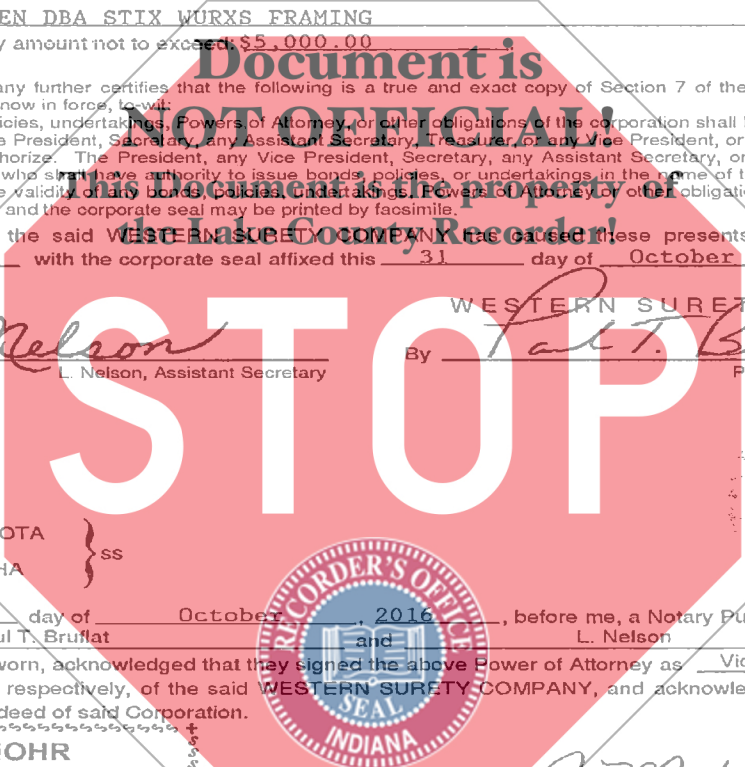 EN DBA STIX WURXS FRAMING
y amount not to exceed: $5,000.00
Document is
any further certifies that the following is a true and exact copy of Section 7 of the
now in force, to-wit:
NOT OFFICIAL!
icies, undertakings, Powers of Attorney, or other obligations of the corporation shall
e President, Secretary, any Assistant Secretary, Treasurer, or any Vice President, or
horize. The President, any Vice President, Secretary, any Assistant Secretary, or
who shall have authority to issue bonds, policies, or undertakings in the name of t
This Document is the property of
e validity of any bonds, policies, undertakings, Powers of Attorney or other obligatio
and the corporate seal may be printed by facsimile.
the Lake County Recorder!
the said WESTERN SURETY COMPANY has caused these presents
with the corporate seal affixed this 31 day of October
WESTERN SURET
Nelson
By Paul T. B
L. Nelson, Assistant Secretary
P
STOP
OTA
HA
} ss
RECORDER'S OFFICE
day of October, 2016, before me, a Notary Pu
ul T. Bruflat and L. Nelson
worn, acknowledged that they signed the above Power of Attorney as Vic
respectively, of the said WESTERN SURETY COMPANY, and acknowle
deed of said Corporation.
SEAL
INDIANA
OHR